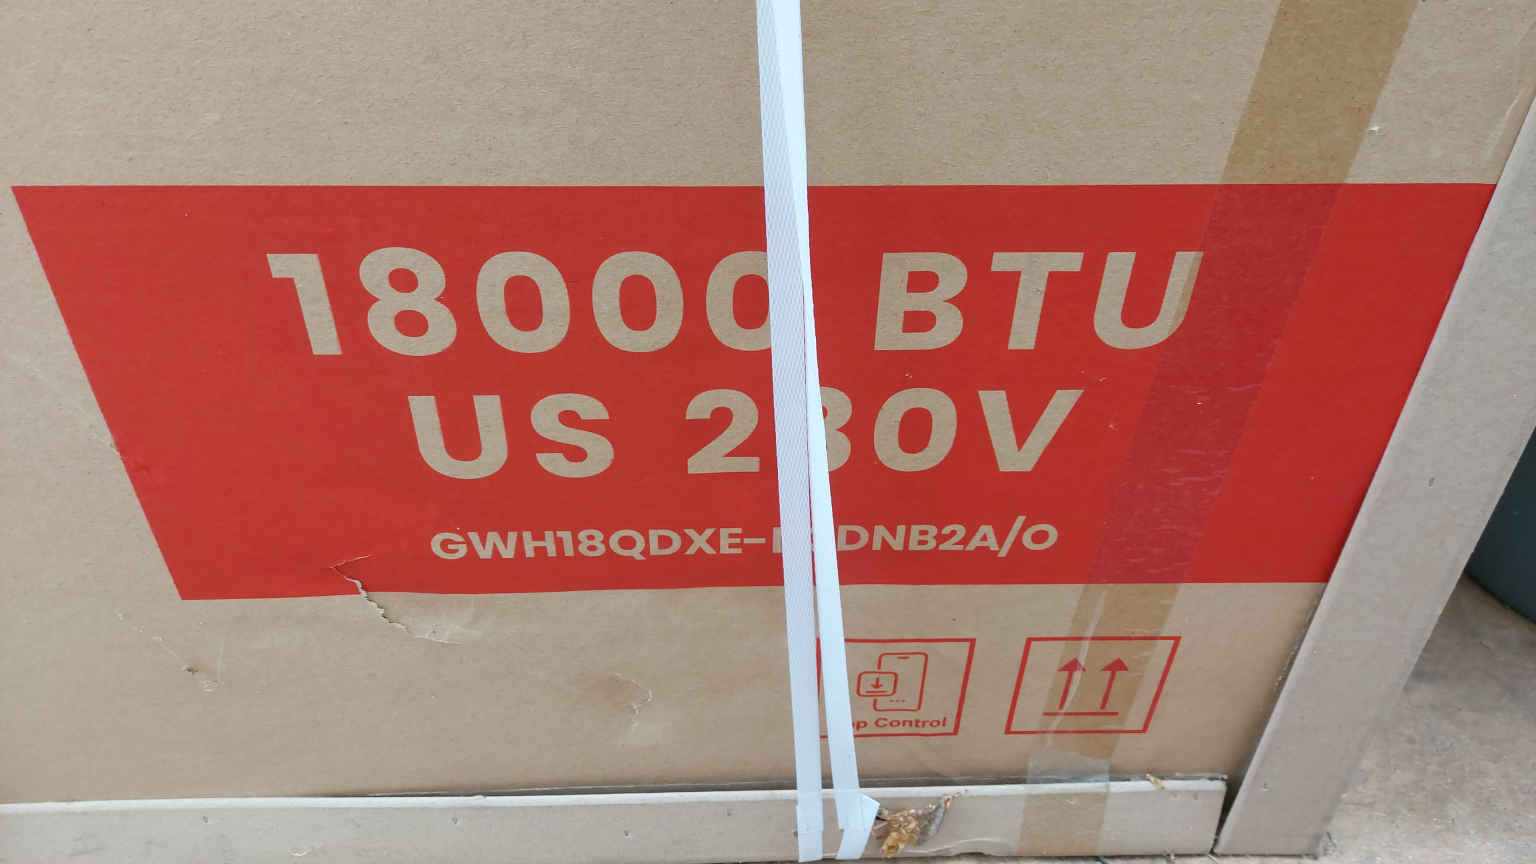 18000 BTU
US 230V
GWH18QDXE-
DNB2A/O
Control